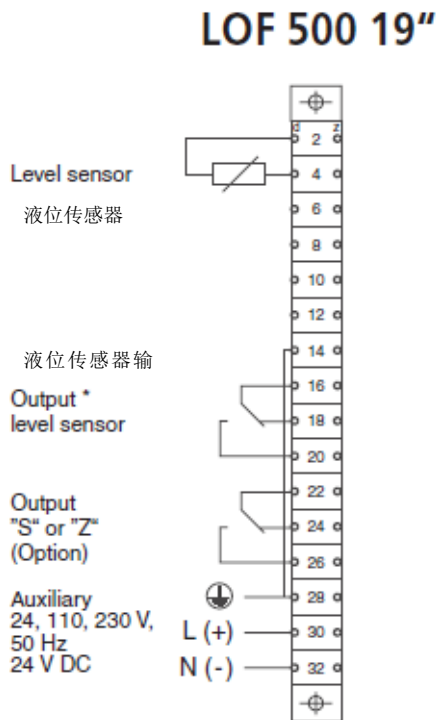 LOF 500 19“
d z
2
Level sensor
4
液位传感器
6
8
10
12
液位传感器输
14
Output *
level sensor
16
18
20
Output
"S“ or "Z“
(Option)
22
24
26
Auxiliary
24, 110, 230 V,
50 Hz
24 V DC
28
L (+)
30
N (-)
32